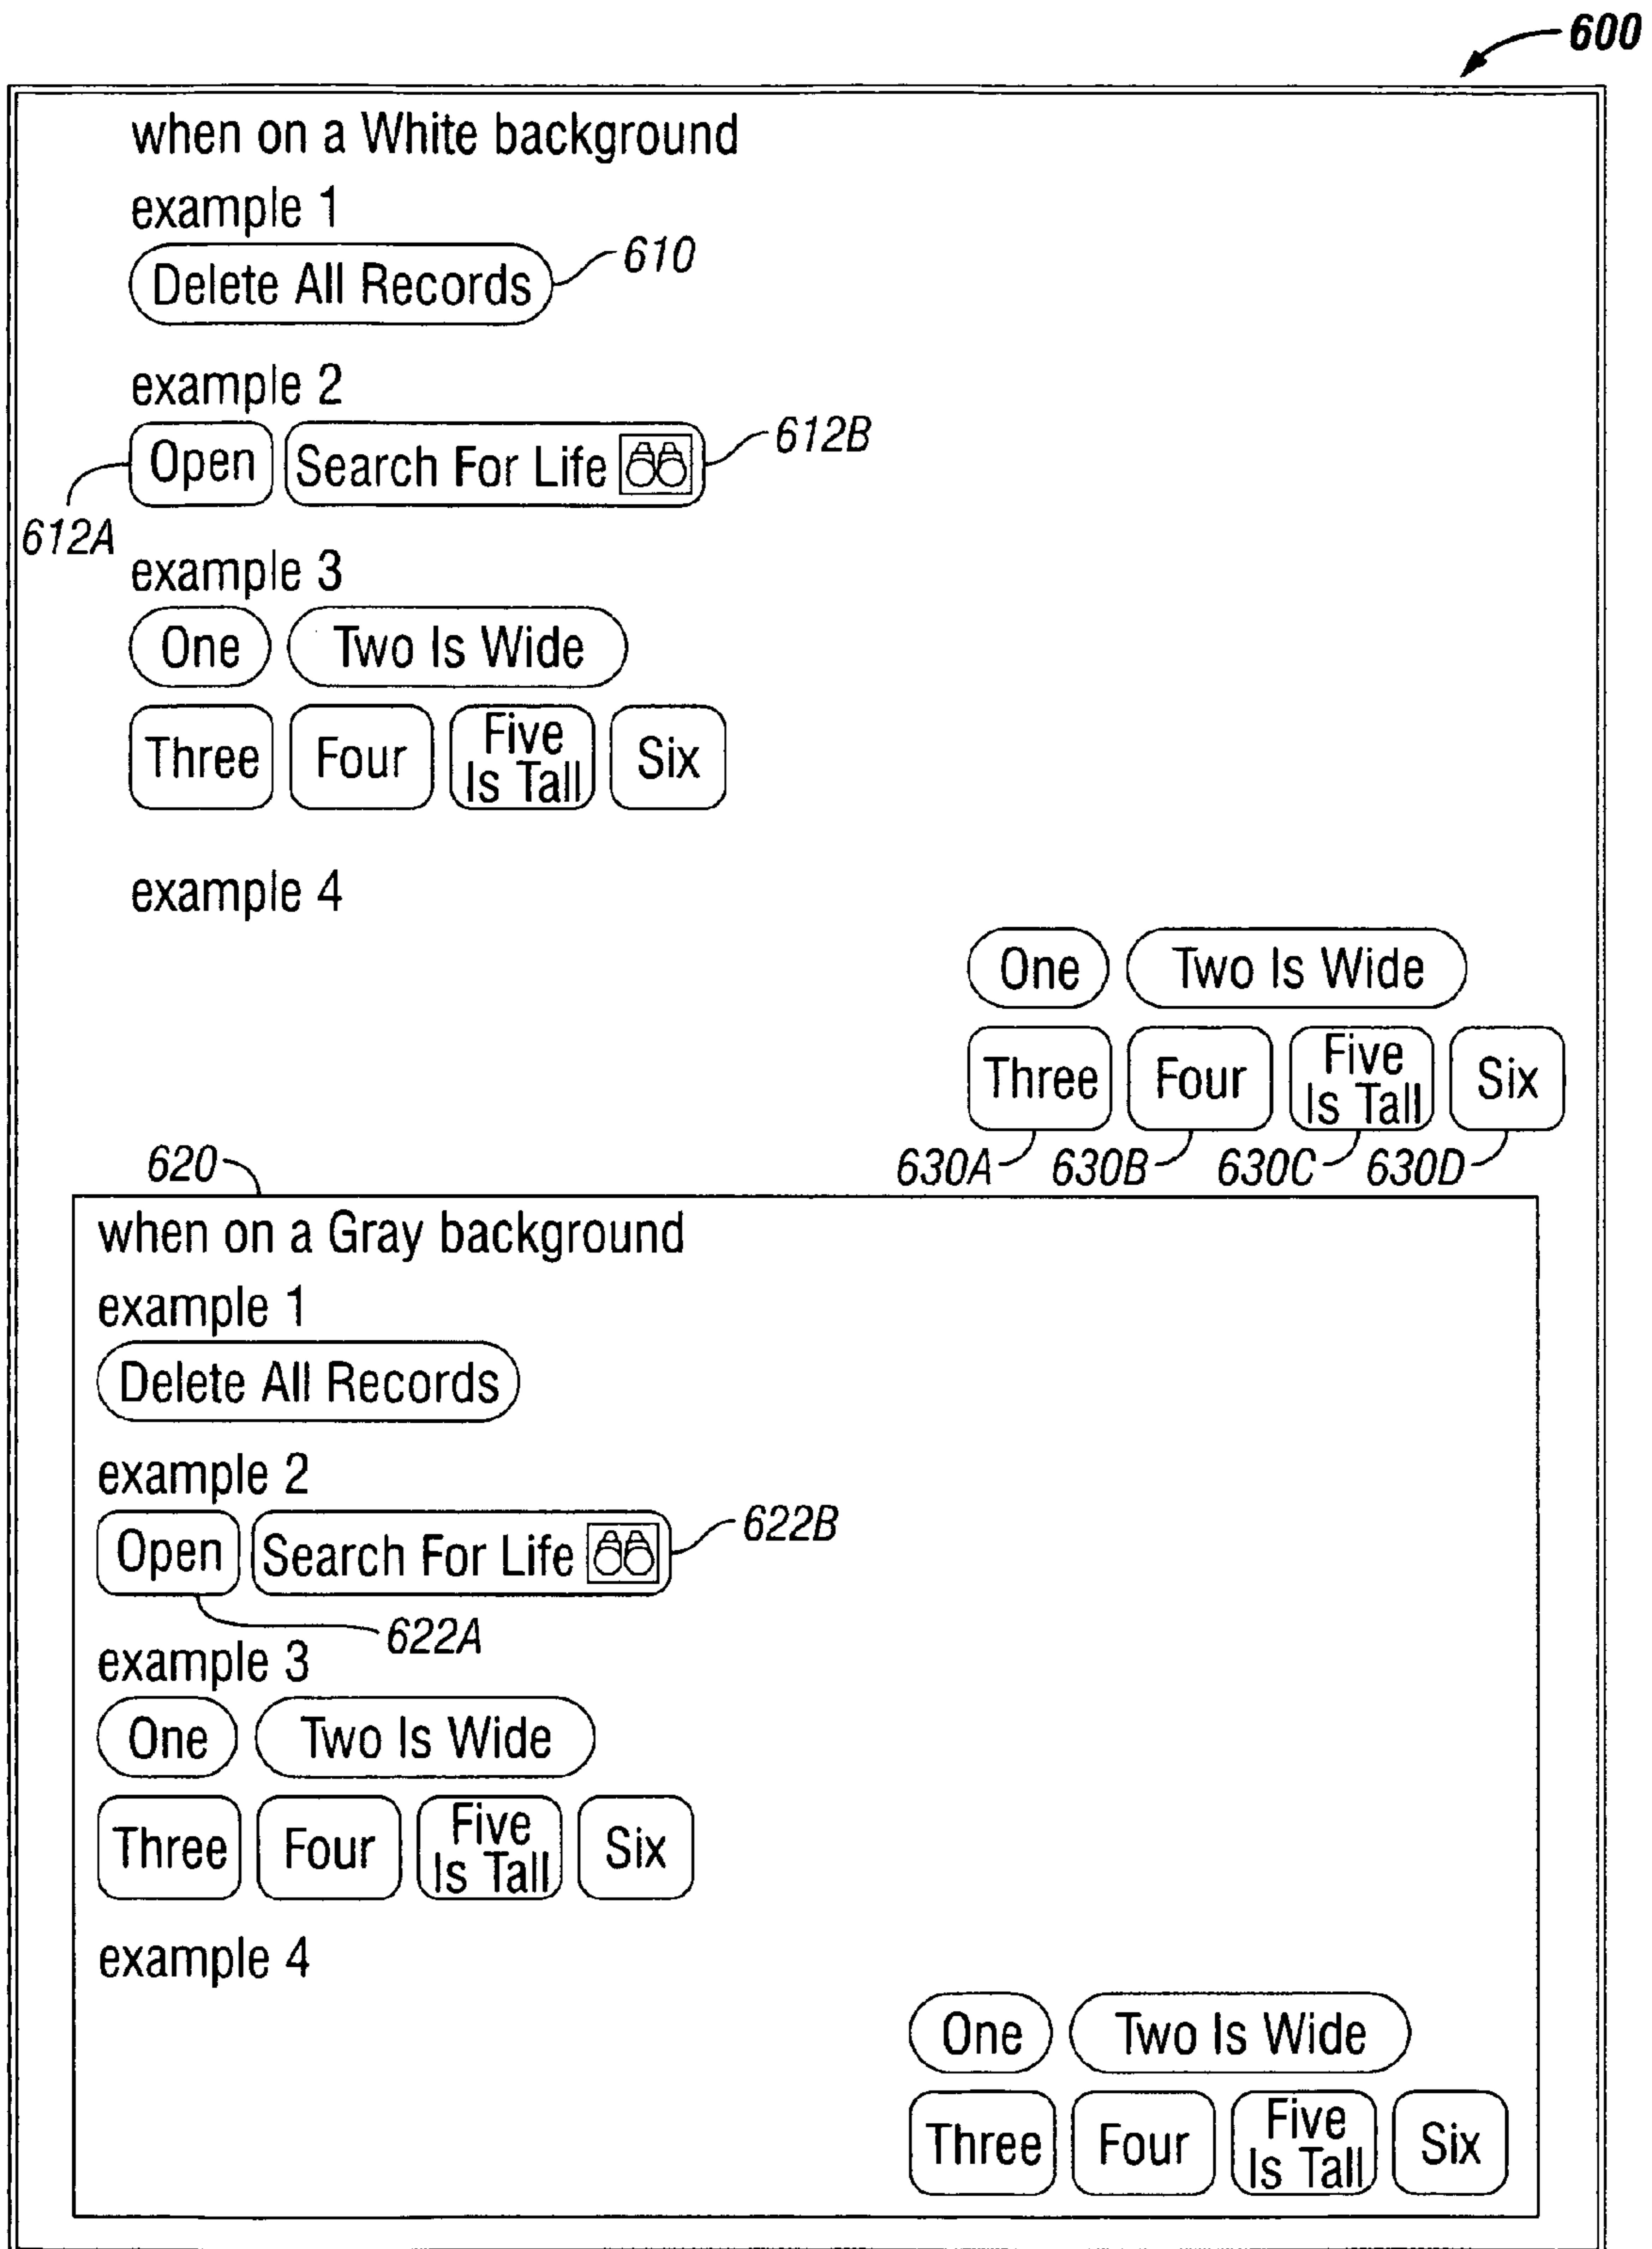 600
when on a White background
example 1
Delete All Records 610
example 2
Open Search For Life 612B
612A
example 3
One Two Is Wide
Three Four Five Is Tall Six
example 4
One Two Is Wide
Three Four Five Is Tall Six
620 630A 630B 630C 630D
when on a Gray background
example 1
Delete All Records
example 2
Open Search For Life 622B
622A
example 3
One Two Is Wide
Three Four Five Is Tall Six
example 4
One Two Is Wide
Three Four Five Is Tall Six